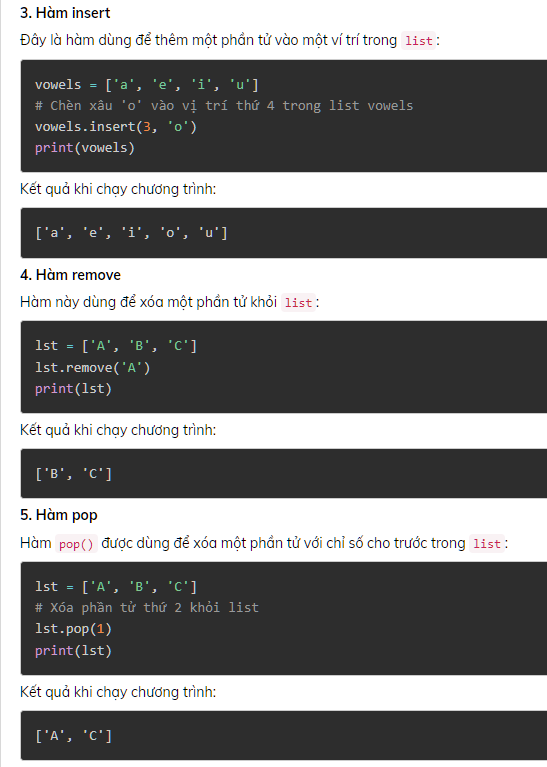 3. Hàm insert
Đây là hàm dùng để thêm một phần tử vào một ví trí trong list:
vowels = ['a', 'e', 'i', 'u']
# Chèn xâu 'o' vào vị trí thứ 4 trong list vowels
vowels.insert(3, 'o')
print(vowels)
Kết quả khi chạy chương trình:
['a', 'e', 'i', 'o', 'u']
4. Hàm remove
Hàm này dùng để xóa một phần tử khỏi list:
lst = ['A', 'B', 'C']
lst.remove('A')
print(lst)
Kết quả khi chạy chương trình:
['B', 'C']
5. Hàm pop
Hàm pop() được dùng để xóa một phần tử với chỉ số cho trước trong list:
lst = ['A', 'B', 'C']
# Xóa phần tử thứ 2 khỏi list
lst.pop(1)
print(lst)
Kết quả khi chạy chương trình:
['A', 'C']